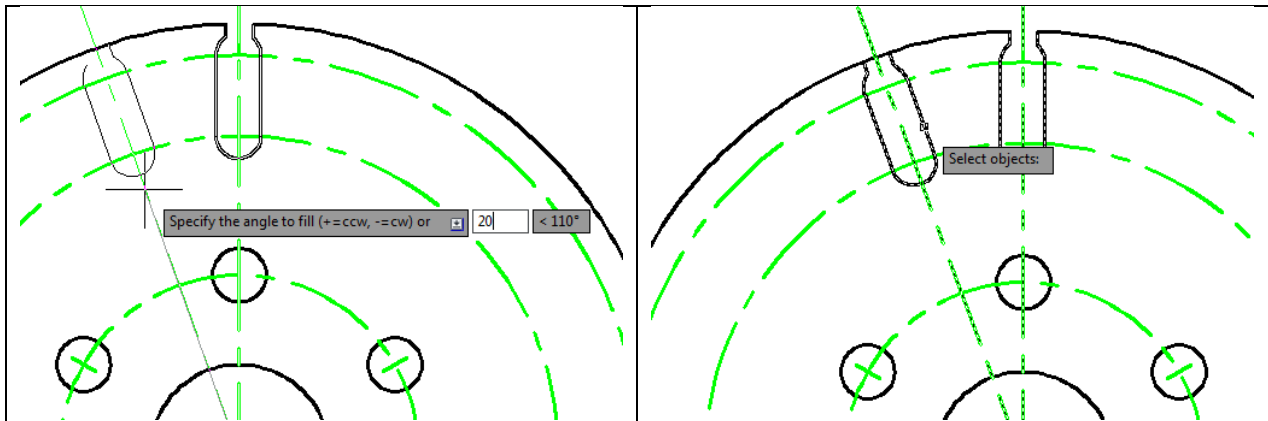 Specify the angle to fill (+=ccw, -=cw) or 20 < 110°
Select objects: